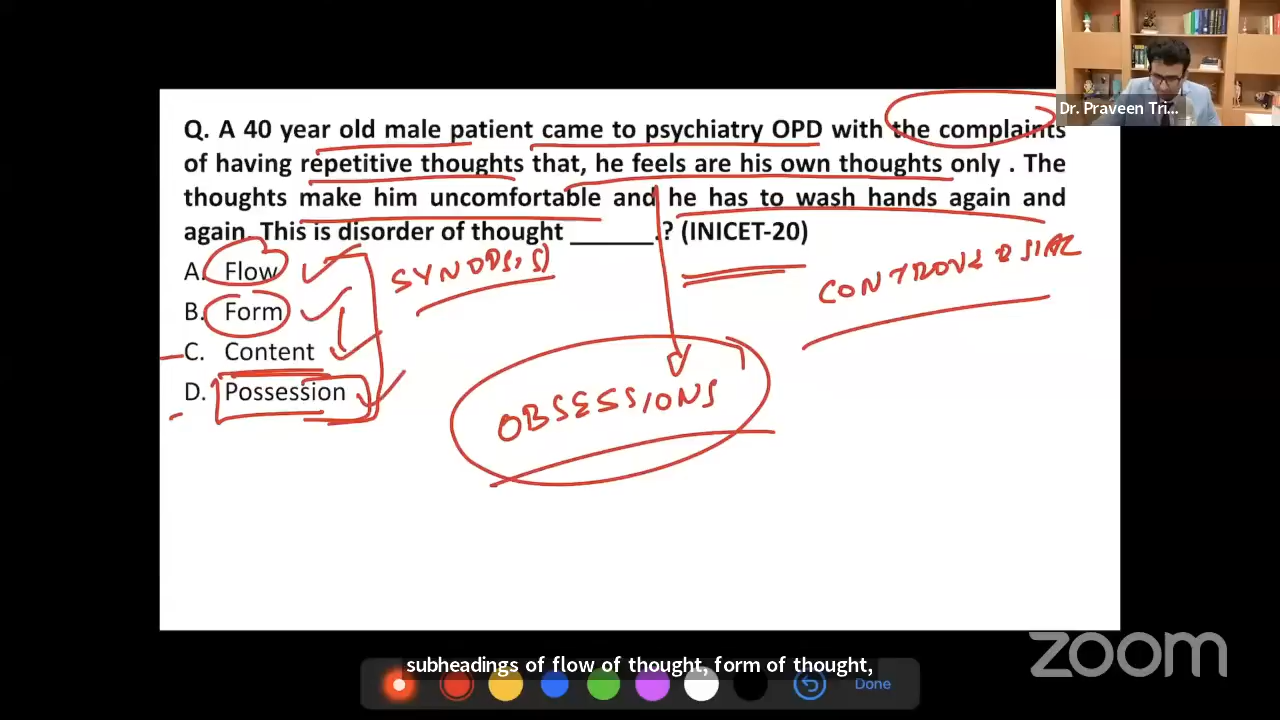 Dr. Praveen Tri...
Q. A 40 year old male patient came to psychiatry OPD with the complaints
of having repetitive thoughts that, he feels are his own thoughts only . The
thoughts make him uncomfortable and he has to wash hands again and
again. This is disorder of thought ______.? (INICET-20)
A. Flow
B. Form
C. Content
D. Possession
SYNOPSIS
CONTROVERSIAL
OBSESSIONS
subheadings of flow of thought, form of thought,
Done
zoom